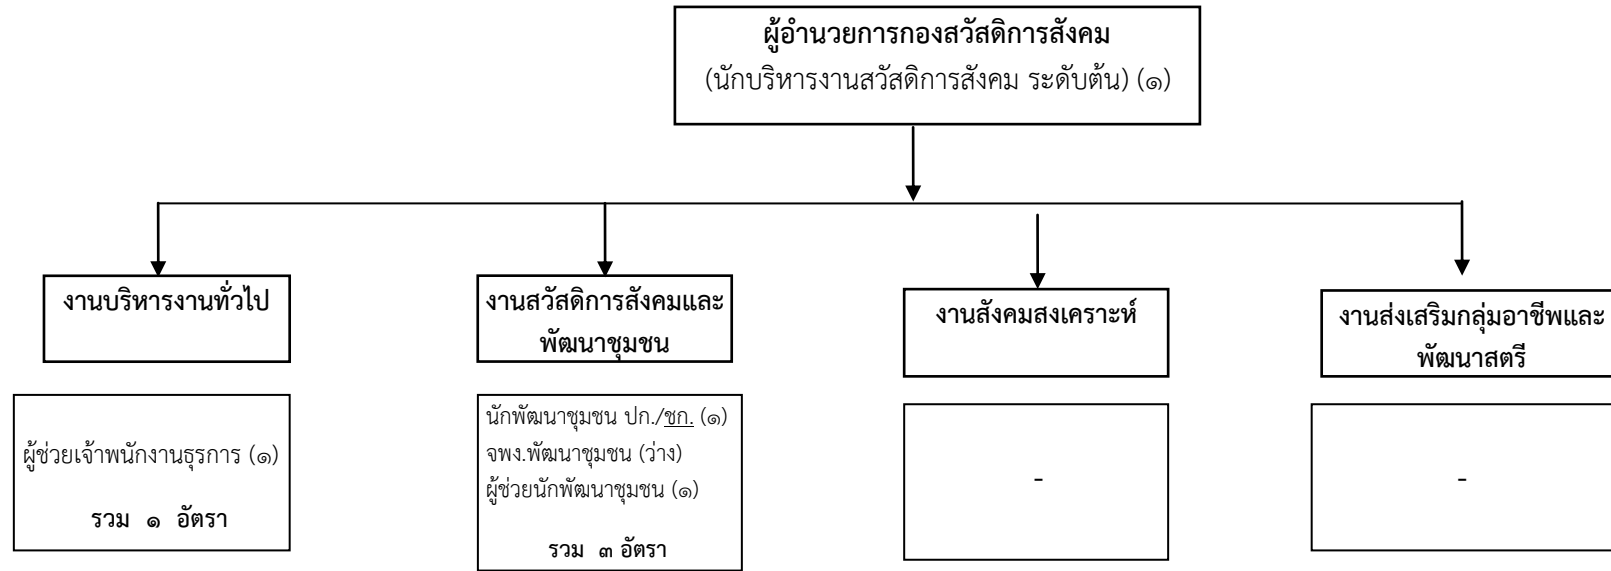 ผู้อำนวยการกองสวัสดิการสังคม
(นักบริหารงานสวัสดิการสังคม ระดับต้น) (๑)
งานบริหารงานทั่วไป
งานสวัสดิการสังคมและ
พัฒนาชุมชน
งานสังคมสงเคราะห์
งานส่งเสริมกลุ่มอาชีพและ
พัฒนาสตรี
ผู้ช่วยเจ้าพนักงานธุรการ (๑)
รวม ๑ อัตรา
นักพัฒนาชุมชน ปก./ชก. (๑)
จพง.พัฒนาชุมชน (ว่าง)
ผู้ช่วยนักพัฒนาชุมชน (๑)
รวม ๓ อัตรา
-
-